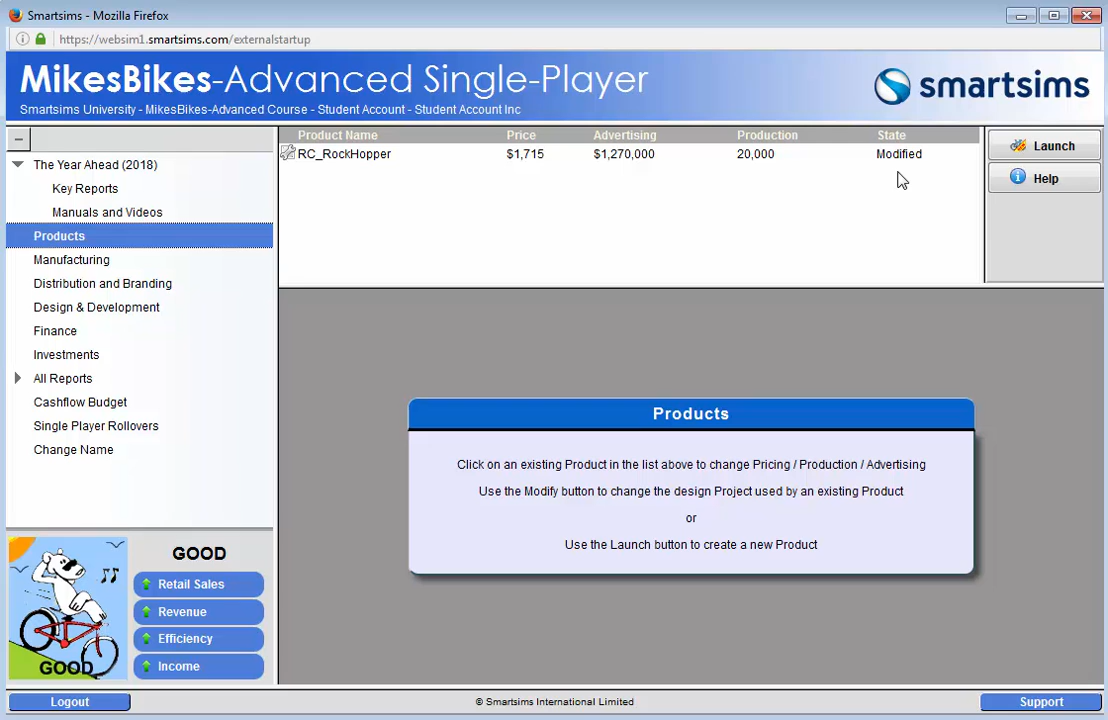 Smartsims - Mozilla Firefox
https://websim1.smartsims.com/externalstartup
MikesBikes-Advanced Single-Player
smartsims
Smartsims University - MikesBikes-Advanced Course - Student Account - Student Account Inc
The Year Ahead (2018)
Key Reports
Manuals and Videos
Products
Manufacturing
Distribution and Branding
Design & Development
Finance
Investments
All Reports
Cashflow Budget
Single Player Rollovers
Change Name
Product Name Price Advertising Production State
RC_RockHopper $1,715 $1,270,000 20,000 Modified
Launch
Help
Products
Click on an existing Product in the list above to change Pricing / Production / Advertising
Use the Modify button to change the design Project used by an existing Product
or
Use the Launch button to create a new Product
GOOD
GOOD
Retail Sales
Revenue
Efficiency
Income
Logout
© Smartsims International Limited
Support